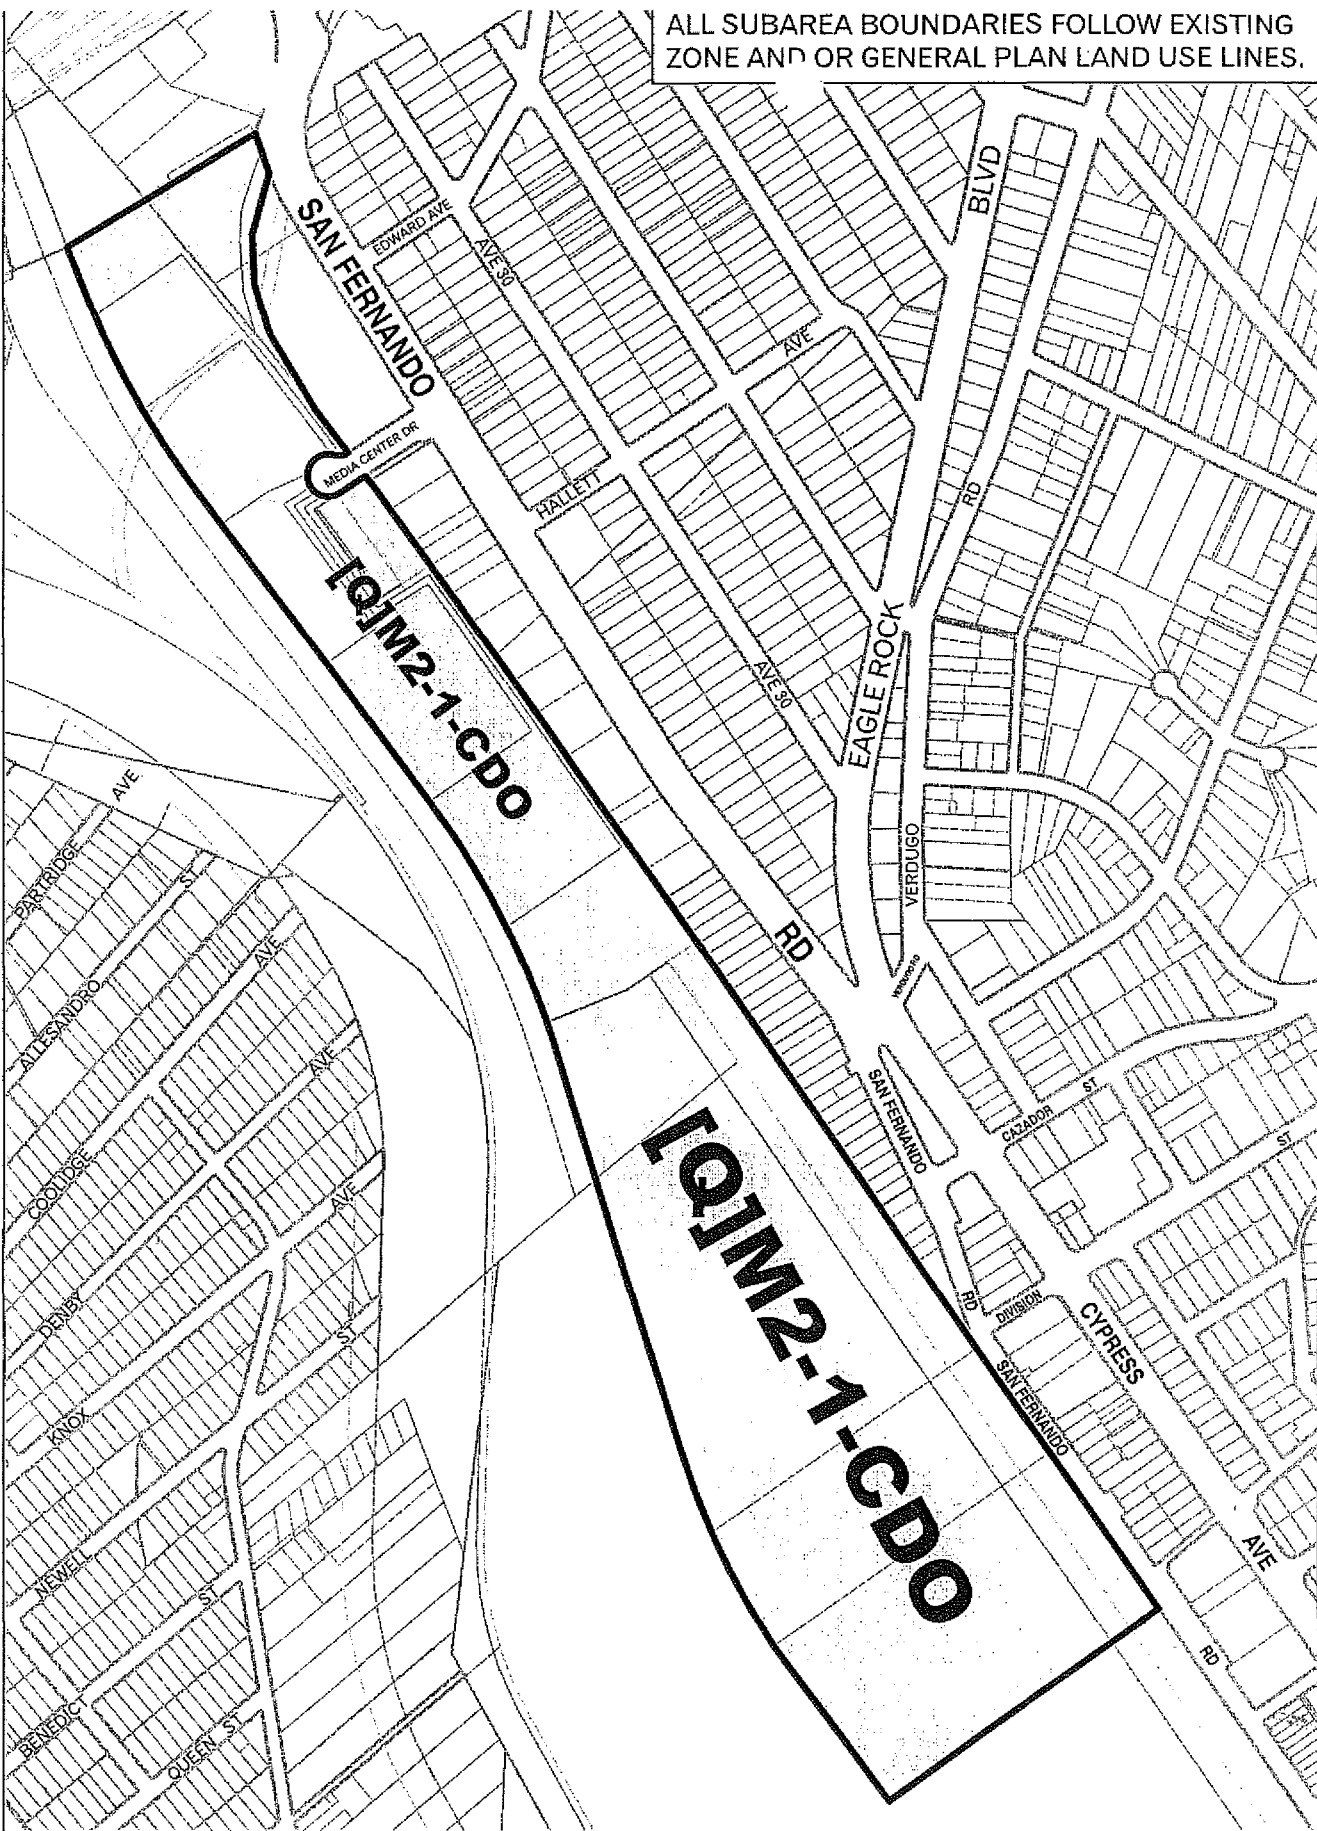 ALL SUBAREA BOUNDARIES FOLLOW EXISTING
ZONE AND OR GENERAL PLAN LAND USE LINES.
BLVD
SAN FERNANDO
EDWARD AVE
AVE 30
AVE
MEDIA CENTER DR
HALLETT
RD
[Q]M2-1-CDO
EAGLE ROCK
AVE 30
AVE
PARTRIDGE
ST
VERDUGO
AVE
RD
VERDUGO RD
ALLESANDRO
AVE
SAN FERNANDO
ST
CAZADOR
ST
[Q]M2-1-CDO
COOLIDGE
AVE
RD
DIVISION
DENBY
ST
CYPRESS
SAN FERNANDO
KNOX
AVE
NEWELL
ST
RD
BENEDICT
QUEEN ST